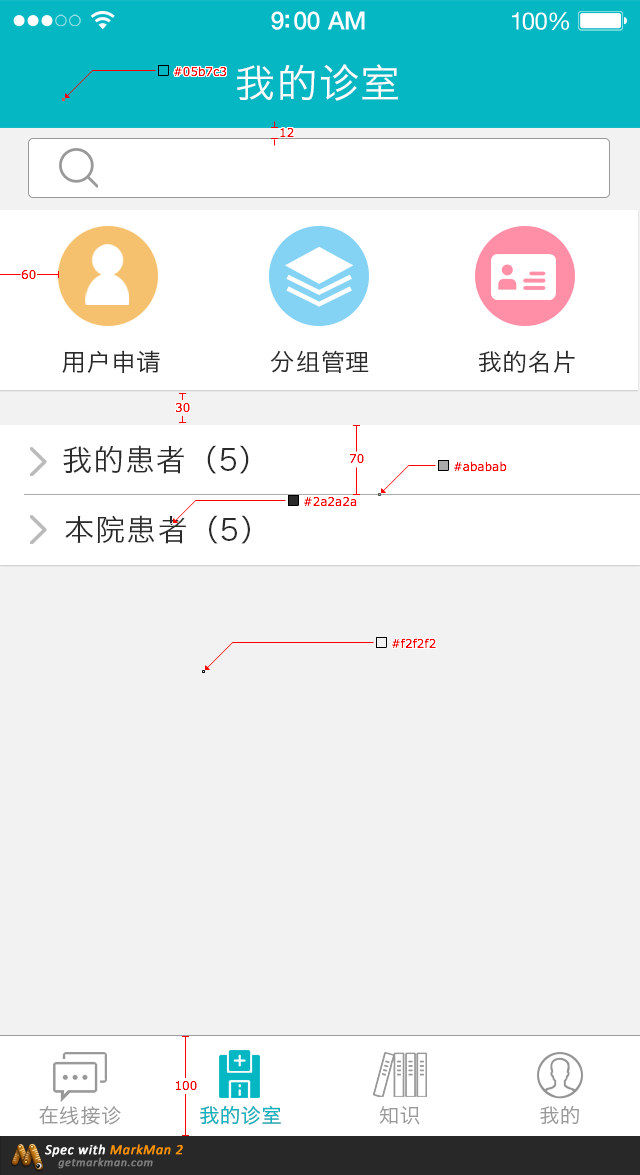 9:00 AM 100%
#05b7c3
我的诊室
12
60
用户申请 分组管理 我的名片
30
我的患者（5）
70
#ababab
#2a2a2a
本院患者（5）
#f2f2f2
100
在线接诊 我的诊室 知识 我的
Spec with MarkMan 2
getmarkman.com